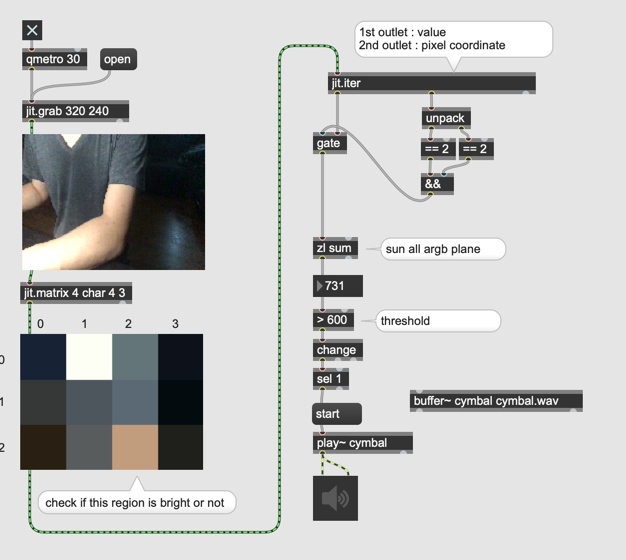 1st outlet : value
2nd outlet : pixel coordinate
qmetro 30
open
jit.iter
jit.grab 320 240
unpack
gate
== 2
== 2
&&
zl sum
sun all argb plane
731
jit.matrix 4 char 4 3
> 600
threshold
0 1 2 3
change
0
sel 1
1
buffer~ cymbal cymbal.wav
start
play~ cymbal
2
check if this region is bright or not